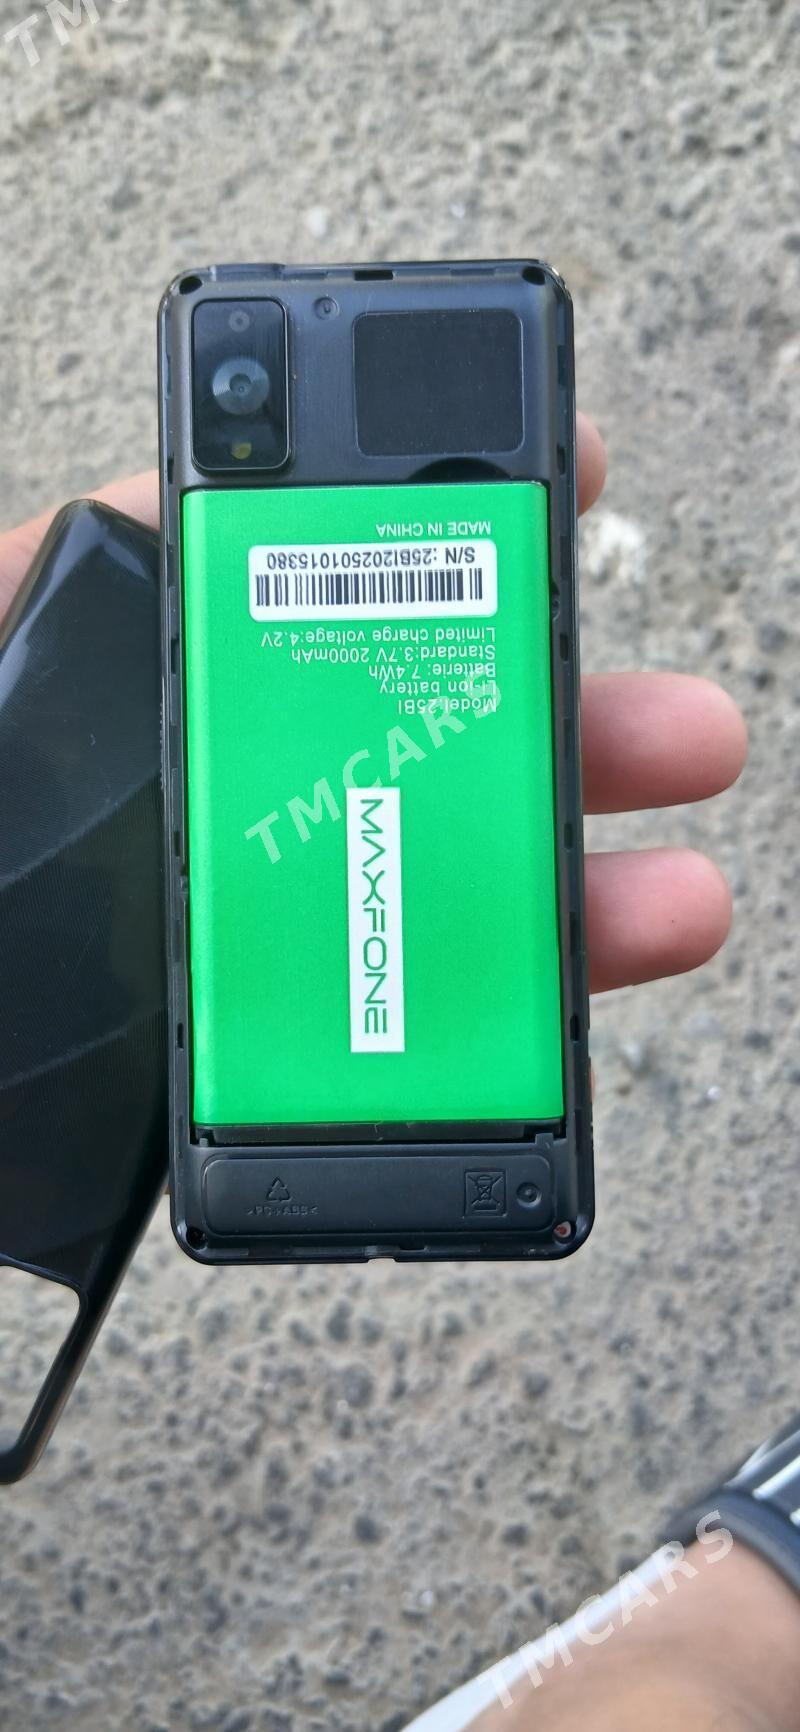 MAXFONE
Model:25BI
Li-ion battery
Batterie: 7.4Wh
Standard:3.7V 2000mAh
Limited charge voltage:4.2V
S/N :25BI202501015380
MADE IN CHINA
>PC+ABS<
TMCARS
TMCARS
TM